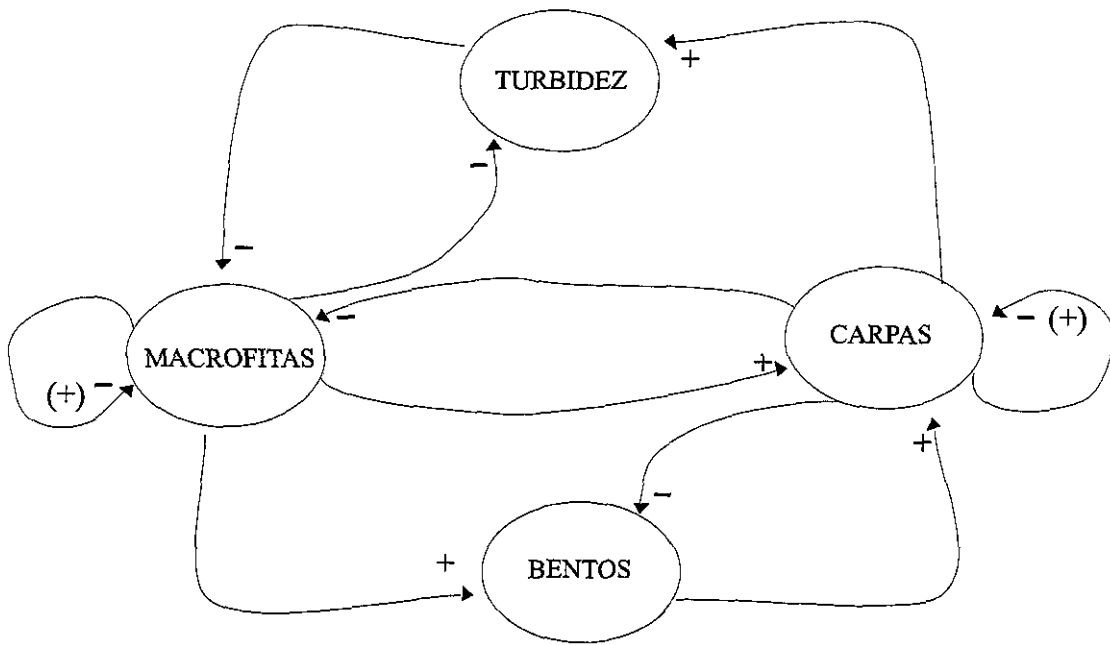 +
TURBIDEZ
-
-
-
- (+)
CARPAS
MACROFITAS
+
(+) -
+
-
+
BENTOS